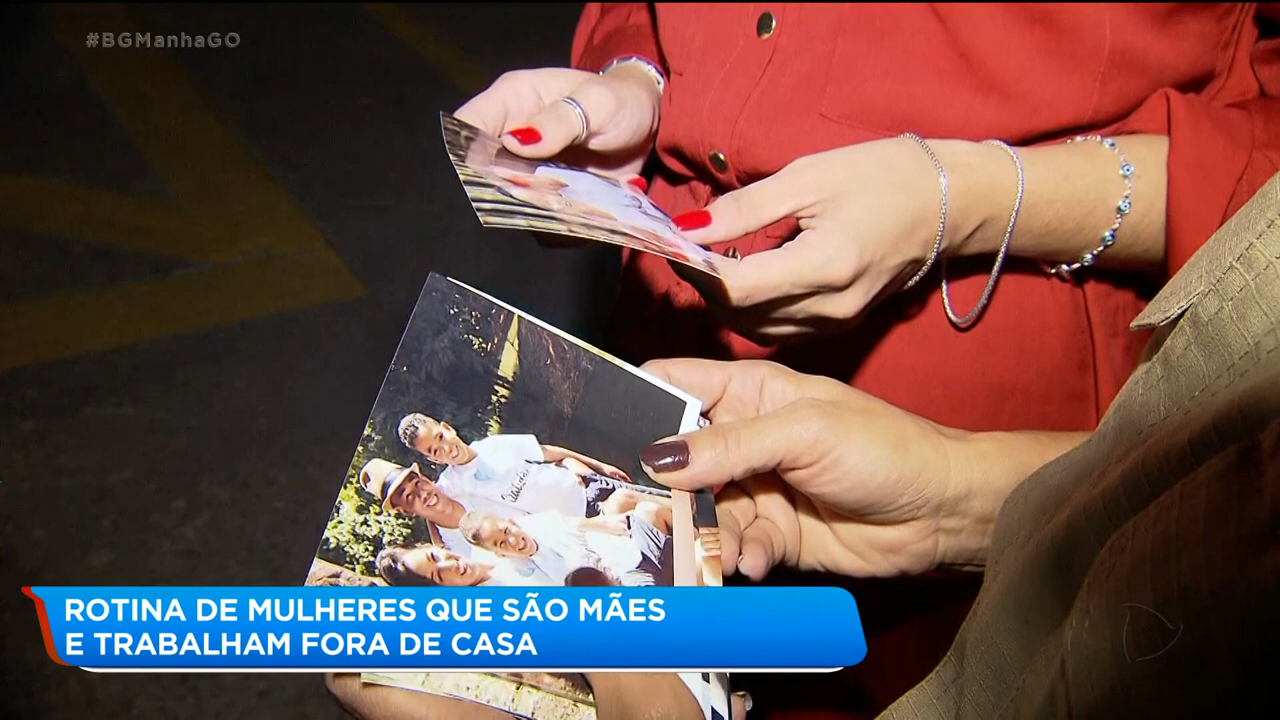 #BGManhaGO
ROTINA DE MULHERES QUE SÃO MÃES
E TRABALHAM FORA DE CASA